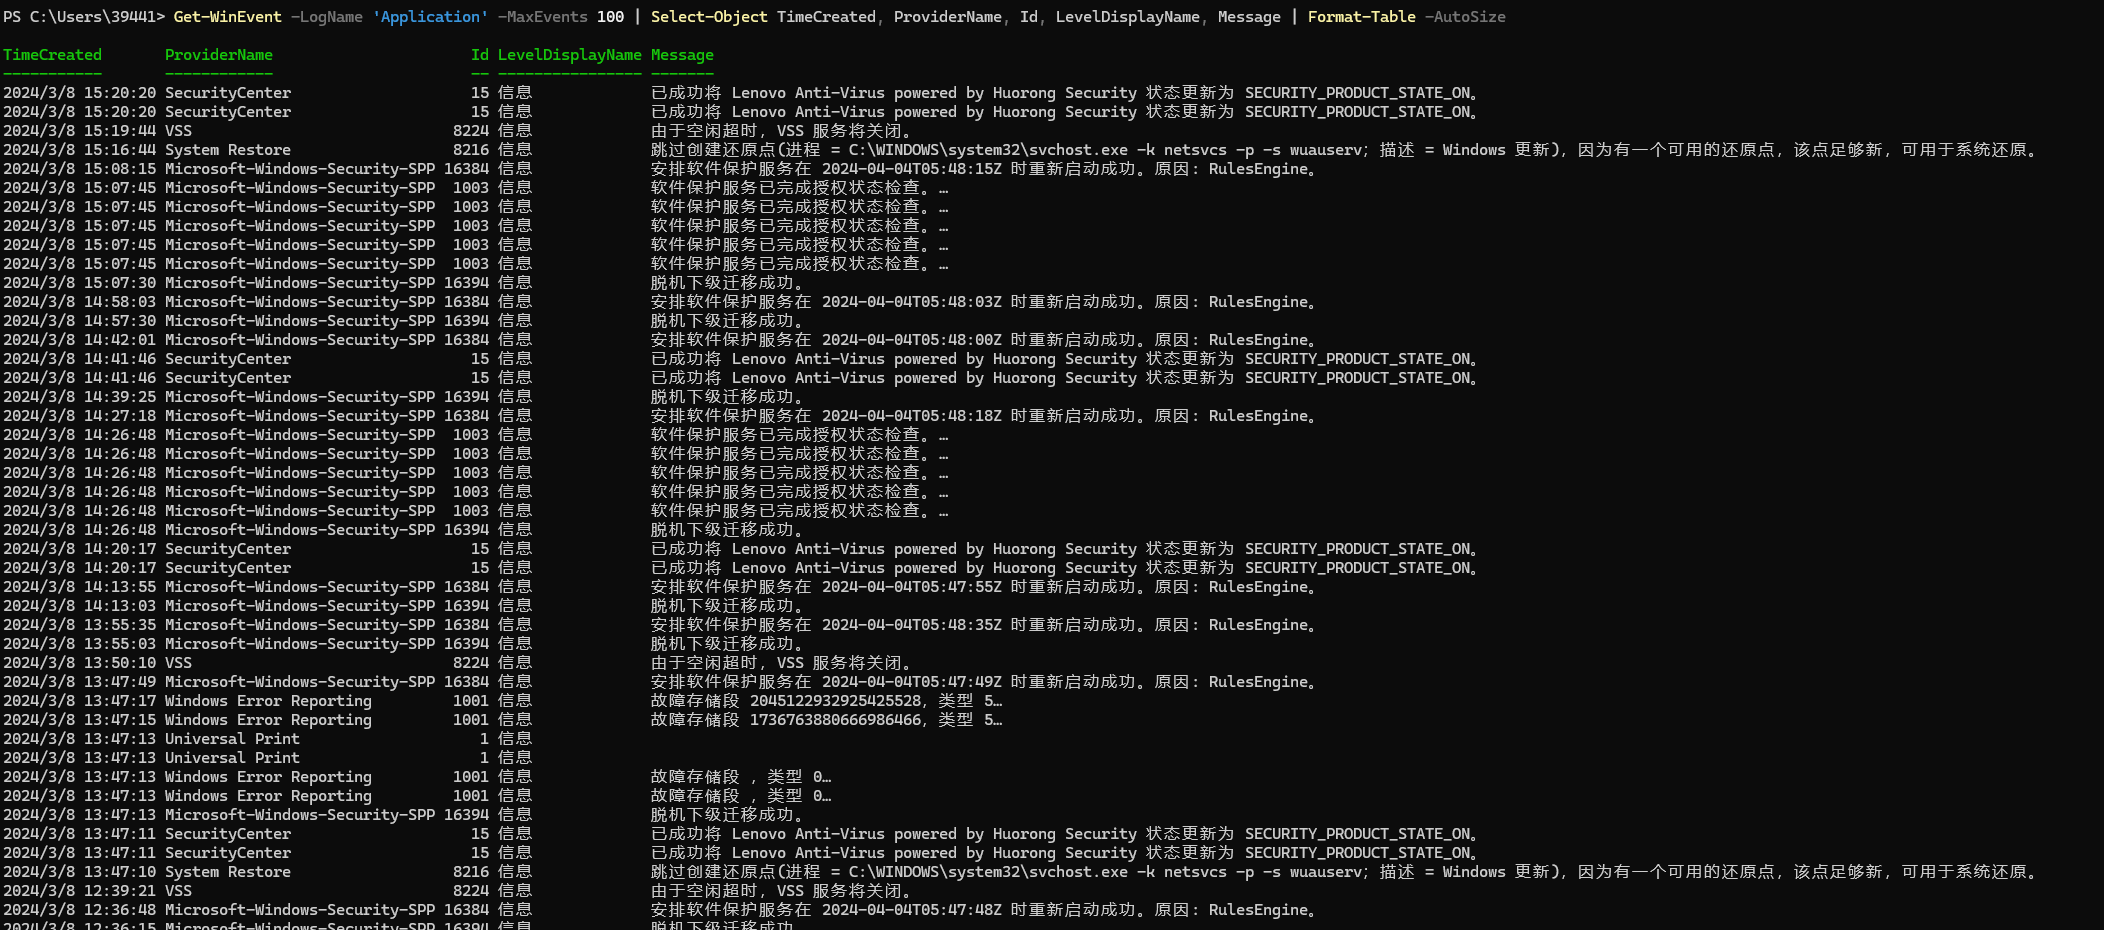 PS C:\Users\39441> Get-WinEvent -LogName 'Application' -MaxEvents 100 | Select-Object TimeCreated, ProviderName, Id, LevelDisplayName, Message | Format-Table -AutoSize
TimeCreated ProviderName Id LevelDisplayName Message
----------- ------------ -- ---------------- -------
2024/3/8 15:20:20 SecurityCenter 15 信息 已成功将 Lenovo Anti-Virus powered by Huorong Security 状态更新为 SECURITY_PRODUCT_STATE_ON。
2024/3/8 15:20:20 SecurityCenter 15 信息 已成功将 Lenovo Anti-Virus powered by Huorong Security 状态更新为 SECURITY_PRODUCT_STATE_ON。
2024/3/8 15:19:44 VSS 8224 信息 由于空闲超时，VSS 服务将关闭。
2024/3/8 15:16:44 System Restore 8216 信息 跳过创建还原点(进程 = C:\WINDOWS\system32\svchost.exe -k netsvcs -p -s wuauserv; 描述 = Windows 更新)，因为有一个可用的还原点，该点足够新，可用于系统还原。
2024/3/8 15:08:15 Microsoft-Windows-Security-SPP 16384 信息 安排软件保护服务在 2024-04-04T05:48:15Z 时重新启动成功。原因: RulesEngine。
2024/3/8 15:07:45 Microsoft-Windows-Security-SPP 1003 信息 软件保护服务已完成授权状态检查。…
2024/3/8 15:07:45 Microsoft-Windows-Security-SPP 1003 信息 软件保护服务已完成授权状态检查。…
2024/3/8 15:07:45 Microsoft-Windows-Security-SPP 1003 信息 软件保护服务已完成授权状态检查。…
2024/3/8 15:07:45 Microsoft-Windows-Security-SPP 1003 信息 软件保护服务已完成授权状态检查。…
2024/3/8 15:07:45 Microsoft-Windows-Security-SPP 1003 信息 软件保护服务已完成授权状态检查。…
2024/3/8 15:07:30 Microsoft-Windows-Security-SPP 16394 信息 脱机下级迁移成功。
2024/3/8 14:58:03 Microsoft-Windows-Security-SPP 16384 信息 安排软件保护服务在 2024-04-04T05:48:03Z 时重新启动成功。原因: RulesEngine。
2024/3/8 14:57:30 Microsoft-Windows-Security-SPP 16394 信息 脱机下级迁移成功。
2024/3/8 14:42:01 Microsoft-Windows-Security-SPP 16384 信息 安排软件保护服务在 2024-04-04T05:48:00Z 时重新启动成功。原因: RulesEngine。
2024/3/8 14:41:46 SecurityCenter 15 信息 已成功将 Lenovo Anti-Virus powered by Huorong Security 状态更新为 SECURITY_PRODUCT_STATE_ON。
2024/3/8 14:41:46 SecurityCenter 15 信息 已成功将 Lenovo Anti-Virus powered by Huorong Security 状态更新为 SECURITY_PRODUCT_STATE_ON。
2024/3/8 14:39:25 Microsoft-Windows-Security-SPP 16394 信息 脱机下级迁移成功。
2024/3/8 14:27:18 Microsoft-Windows-Security-SPP 16384 信息 安排软件保护服务在 2024-04-04T05:48:18Z 时重新启动成功。原因: RulesEngine。
2024/3/8 14:26:48 Microsoft-Windows-Security-SPP 1003 信息 软件保护服务已完成授权状态检查。…
2024/3/8 14:26:48 Microsoft-Windows-Security-SPP 1003 信息 软件保护服务已完成授权状态检查。…
2024/3/8 14:26:48 Microsoft-Windows-Security-SPP 1003 信息 软件保护服务已完成授权状态检查。…
2024/3/8 14:26:48 Microsoft-Windows-Security-SPP 1003 信息 软件保护服务已完成授权状态检查。…
2024/3/8 14:26:48 Microsoft-Windows-Security-SPP 1003 信息 软件保护服务已完成授权状态检查。…
2024/3/8 14:26:48 Microsoft-Windows-Security-SPP 16394 信息 脱机下级迁移成功。
2024/3/8 14:20:17 SecurityCenter 15 信息 已成功将 Lenovo Anti-Virus powered by Huorong Security 状态更新为 SECURITY_PRODUCT_STATE_ON。
2024/3/8 14:20:17 SecurityCenter 15 信息 已成功将 Lenovo Anti-Virus powered by Huorong Security 状态更新为 SECURITY_PRODUCT_STATE_ON。
2024/3/8 14:13:55 Microsoft-Windows-Security-SPP 16384 信息 安排软件保护服务在 2024-04-04T05:47:55Z 时重新启动成功。原因: RulesEngine。
2024/3/8 14:13:03 Microsoft-Windows-Security-SPP 16394 信息 脱机下级迁移成功。
2024/3/8 13:55:35 Microsoft-Windows-Security-SPP 16384 信息 安排软件保护服务在 2024-04-04T05:48:35Z 时重新启动成功。原因: RulesEngine。
2024/3/8 13:55:03 Microsoft-Windows-Security-SPP 16394 信息 脱机下级迁移成功。
2024/3/8 13:50:10 VSS 8224 信息 由于空闲超时，VSS 服务将关闭。
2024/3/8 13:47:49 Microsoft-Windows-Security-SPP 16384 信息 安排软件保护服务在 2024-04-04T05:47:49Z 时重新启动成功。原因: RulesEngine。
2024/3/8 13:47:17 Windows Error Reporting 1001 信息 故障存储段 2045122932925425528，类型 5…
2024/3/8 13:47:15 Windows Error Reporting 1001 信息 故障存储段 1736763880666986466，类型 5…
2024/3/8 13:47:13 Universal Print 1 信息
2024/3/8 13:47:13 Universal Print 1 信息
2024/3/8 13:47:13 Windows Error Reporting 1001 信息 故障存储段 ，类型 0…
2024/3/8 13:47:13 Windows Error Reporting 1001 信息 故障存储段 ，类型 0…
2024/3/8 13:47:13 Microsoft-Windows-Security-SPP 16394 信息 脱机下级迁移成功。
2024/3/8 13:47:11 SecurityCenter 15 信息 已成功将 Lenovo Anti-Virus powered by Huorong Security 状态更新为 SECURITY_PRODUCT_STATE_ON。
2024/3/8 13:47:11 SecurityCenter 15 信息 已成功将 Lenovo Anti-Virus powered by Huorong Security 状态更新为 SECURITY_PRODUCT_STATE_ON。
2024/3/8 13:47:10 System Restore 8216 信息 跳过创建还原点(进程 = C:\WINDOWS\system32\svchost.exe -k netsvcs -p -s wuauserv; 描述 = Windows 更新)，因为有一个可用的还原点，该点足够新，可用于系统还原。
2024/3/8 12:39:21 VSS 8224 信息 由于空闲超时，VSS 服务将关闭。
2024/3/8 12:36:48 Microsoft-Windows-Security-SPP 16384 信息 安排软件保护服务在 2024-04-04T05:47:48Z 时重新启动成功。原因: RulesEngine。
2024/3/8 12:36:15 Microsoft-Windows-Security-SPP 16394 信息 脱机下级迁移成功。